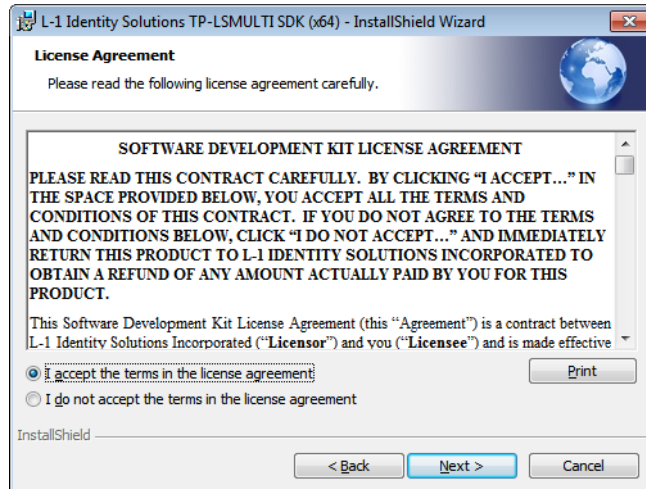 L-1 Identity Solutions TP-LSMULTI SDK (x64) - InstallShield Wizard
License Agreement
Please read the following license agreement carefully.
SOFTWARE DEVELOPMENT KIT LICENSE AGREEMENT
PLEASE READ THIS CONTRACT CAREFULLY. BY CLICKING “I ACCEPT…” IN
THE SPACE PROVIDED BELOW, YOU ACCEPT ALL THE TERMS AND
CONDITIONS OF THIS CONTRACT. IF YOU DO NOT AGREE TO THE TERMS
AND CONDITIONS BELOW, CLICK “I DO NOT ACCEPT…” AND IMMEDIATELY
RETURN THIS PRODUCT TO L-1 IDENTITY SOLUTIONS INCORPORATED TO
OBTAIN A REFUND OF ANY AMOUNT ACTUALLY PAID BY YOU FOR THIS
PRODUCT.
This Software Development Kit License Agreement (this “Agreement”) is a contract between
L-1 Identity Solutions Incorporated (“Licensor”) and you (“Licensee”) and is made effective
I accept the terms in the license agreement
Print
I do not accept the terms in the license agreement
InstallShield
< Back
Next >
Cancel